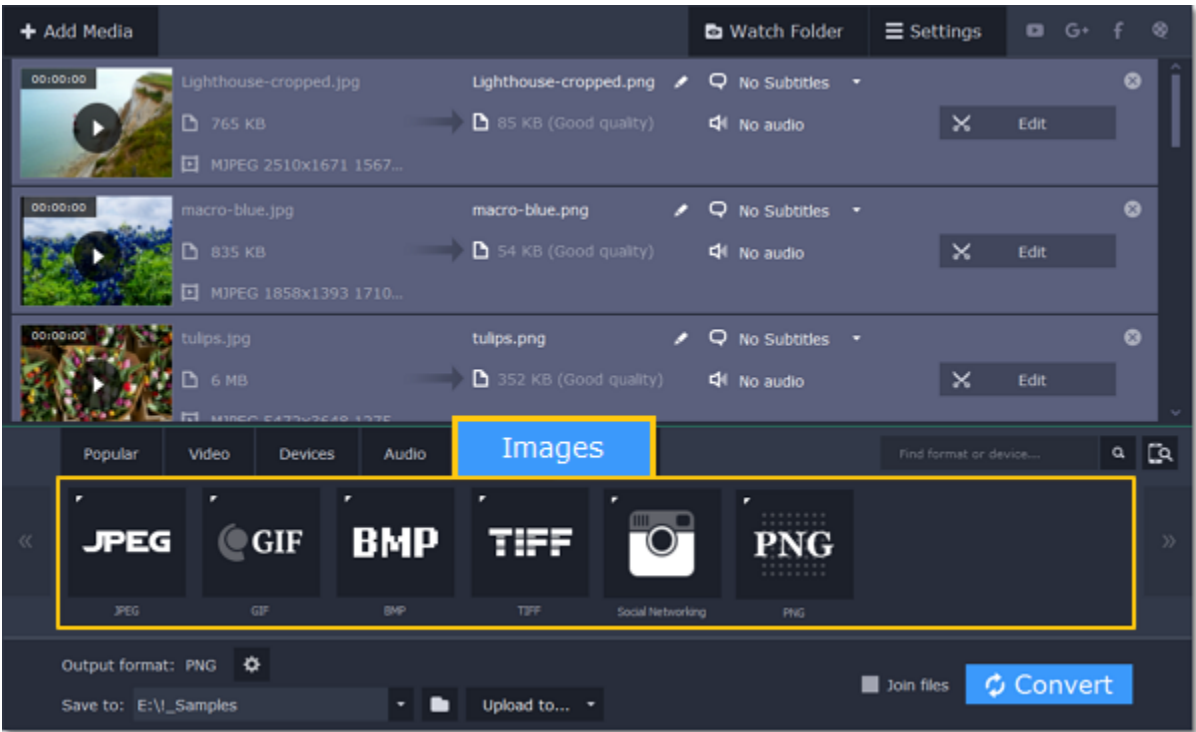 Add Media
Watch Folder
Settings
G+
f
00:00:00
Lighthouse-cropped.jpg
Lighthouse-cropped.png
No Subtitles
765 KB
85 KB (Good quality)
No audio
Edit
MJPEG 2510x1671 1567...
00:00:00
macro-blue.jpg
macro-blue.png
No Subtitles
835 KB
54 KB (Good quality)
No audio
Edit
MJPEG 1858x1393 1710...
00:00:00
tulips.jpg
tulips.png
No Subtitles
6 MB
352 KB (Good quality)
No audio
Edit
MJPEG 5472x3648 1275
Popular
Video
Devices
Audio
Images
Find format or device....
JPEG
GIF
BMP
TIFF
PNG
JPEG
GIF
BMP
TIFF
Social Networking
PNG
Output format: PNG
Join files
Convert
Save to: E:\!_Samples
Upload to...